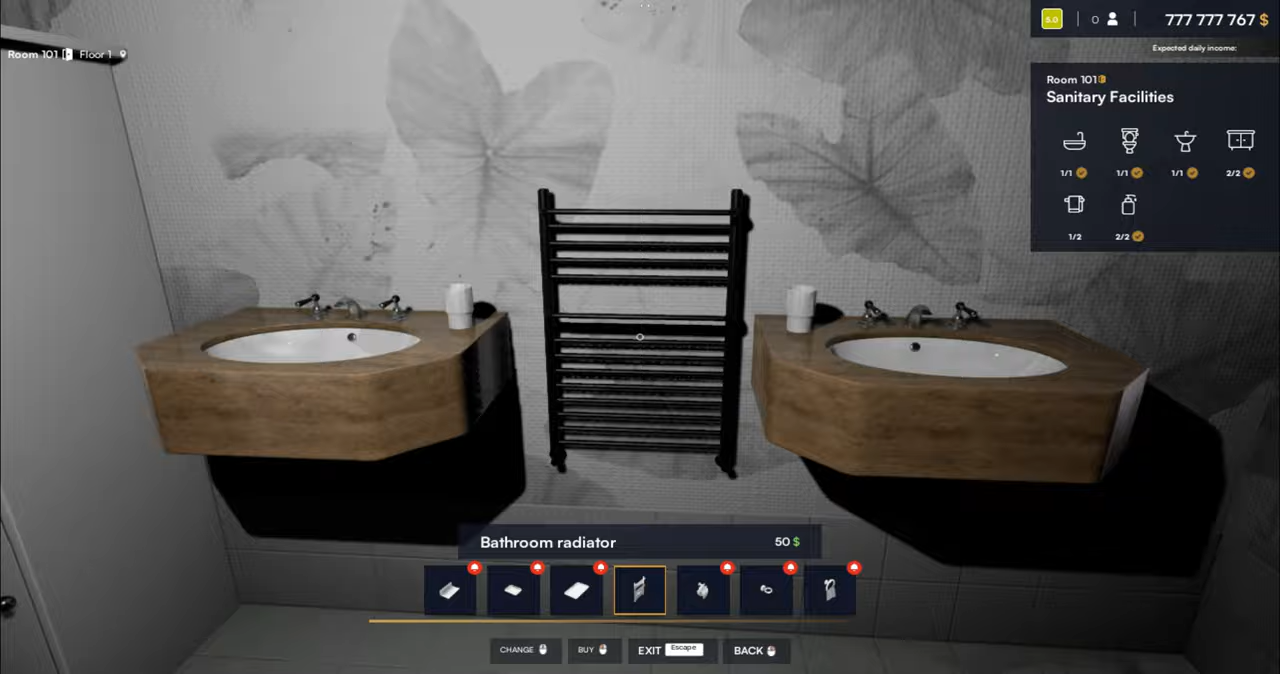 5.0 0 777 777 767 $
Expected daily income:
Room 101 Floor 1
Room 101
Sanitary Facilities
1/1 1/1 1/1 2/2
1/2 2/2
Bathroom radiator 50 $
CHANGE BUY EXIT Escape BACK